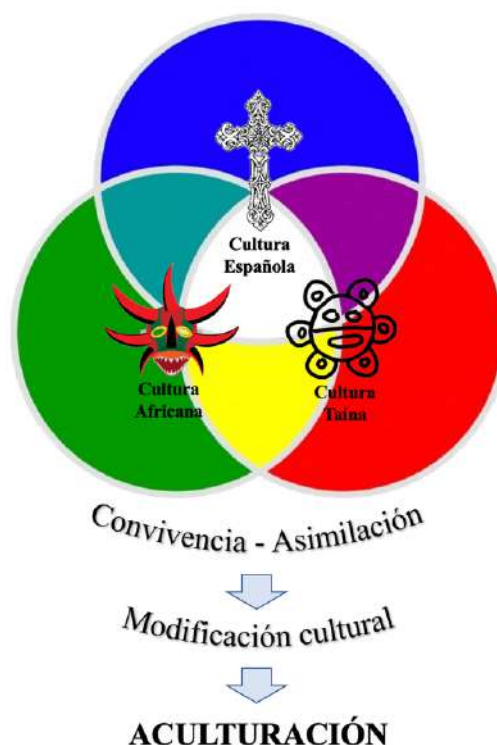 Cultura
Española
Cultura
Africana
Cultura
Taína
Convivencia - Asimilación
Modificación cultural
ACULTURACIÓN